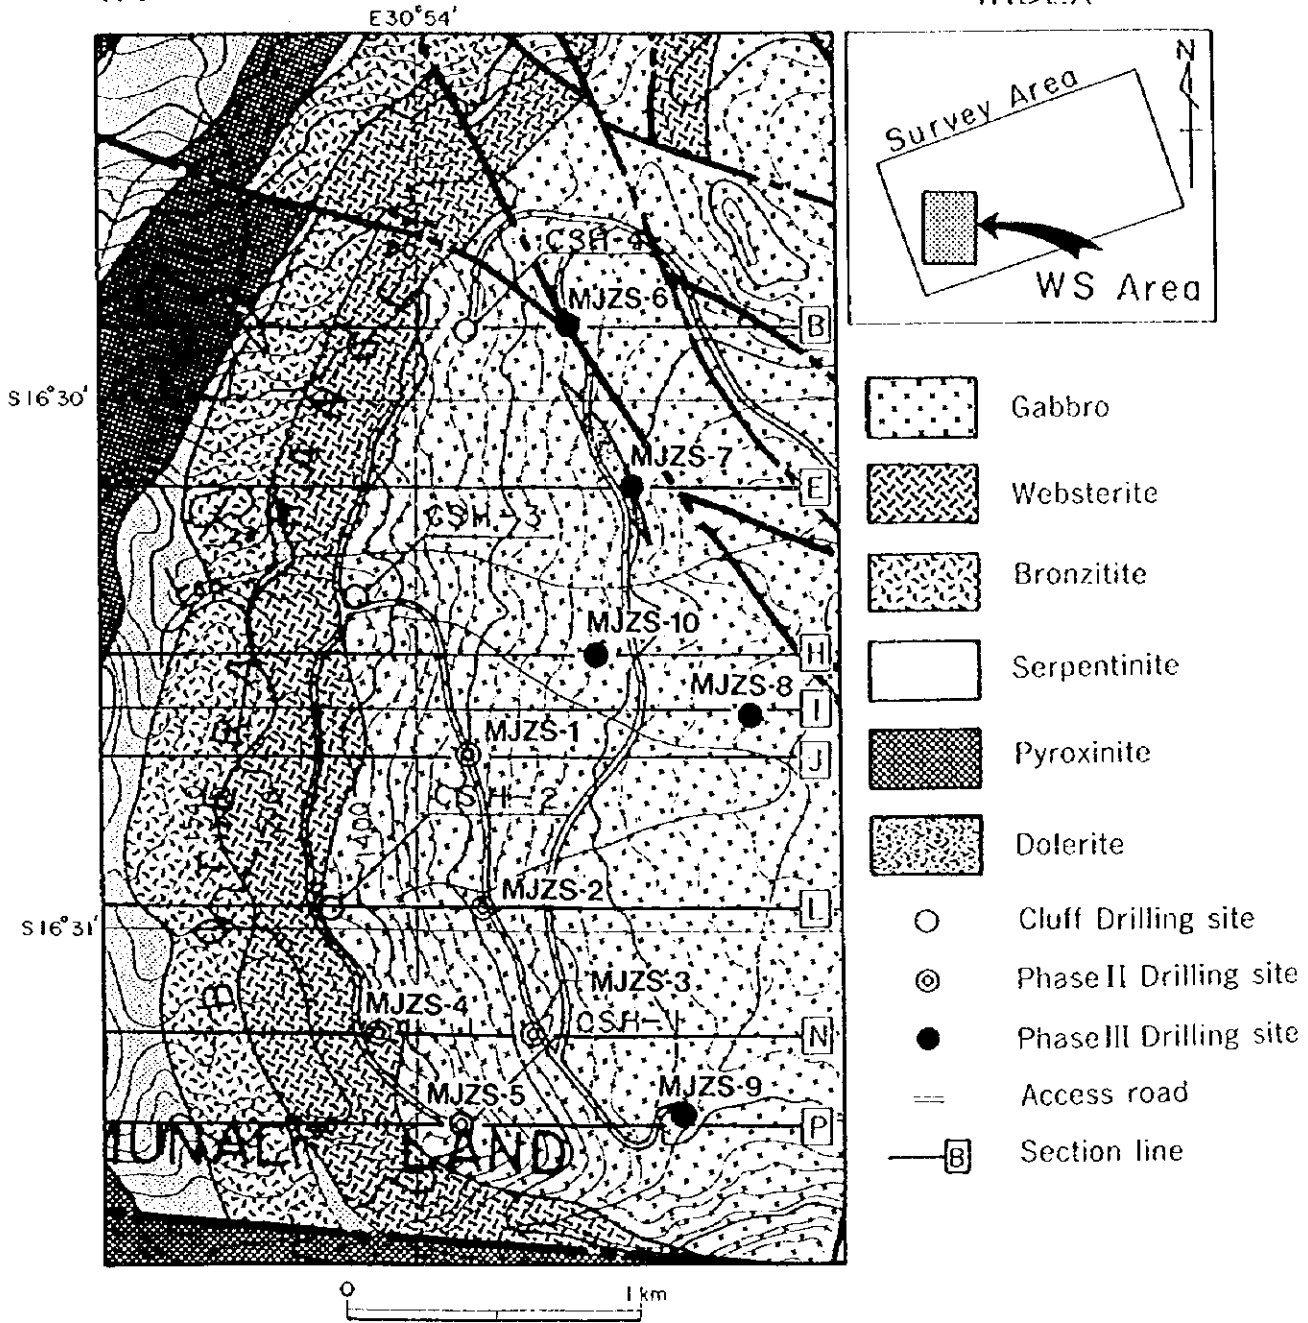 E30°54'
S16°30'
S16°31'
CSH-4
MJZS-6
B
MJZS-7
E
CSH-3
MJZS-10
H
MJZS-8
I
MJZS-1
J
CSH-2
1400
MJZS-2
L
MJZS-3
MJZS-4
CSH-1
N
MJZS-5
MJZS-9
P
MUNAL LAND
0 1 km
N
Survey Area
WS Area
Gabbro
Websterite
Bronzitite
Serpentinite
Pyroxinite
Dolerite
Cluff Drilling site
Phase II Drilling site
Phase III Drilling site
Access road
B Section line